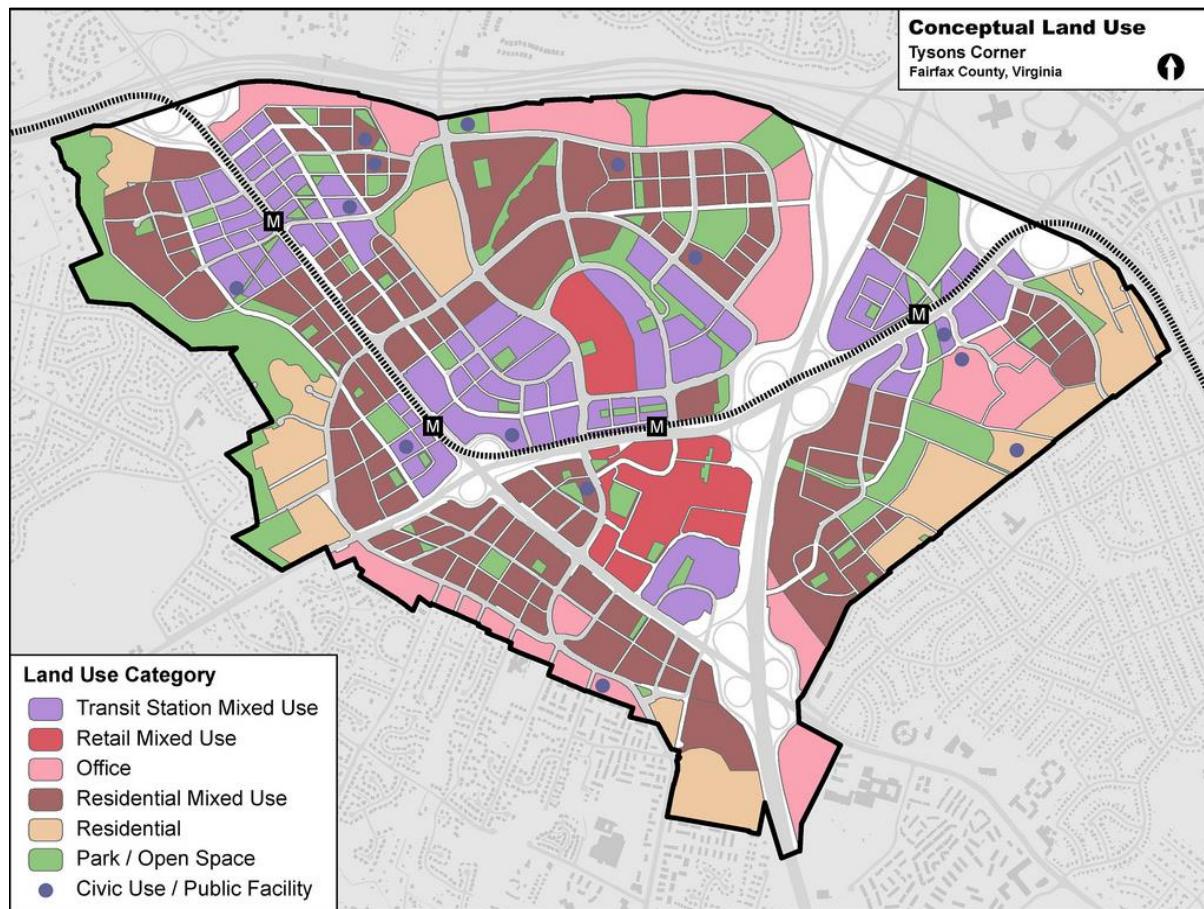 Conceptual Land Use
Tysons Corner
Fairfax County, Virginia
M
M
M
M
Land Use Category
Transit Station Mixed Use
Retail Mixed Use
Office
Residential Mixed Use
Residential
Park / Open Space
Civic Use / Public Facility